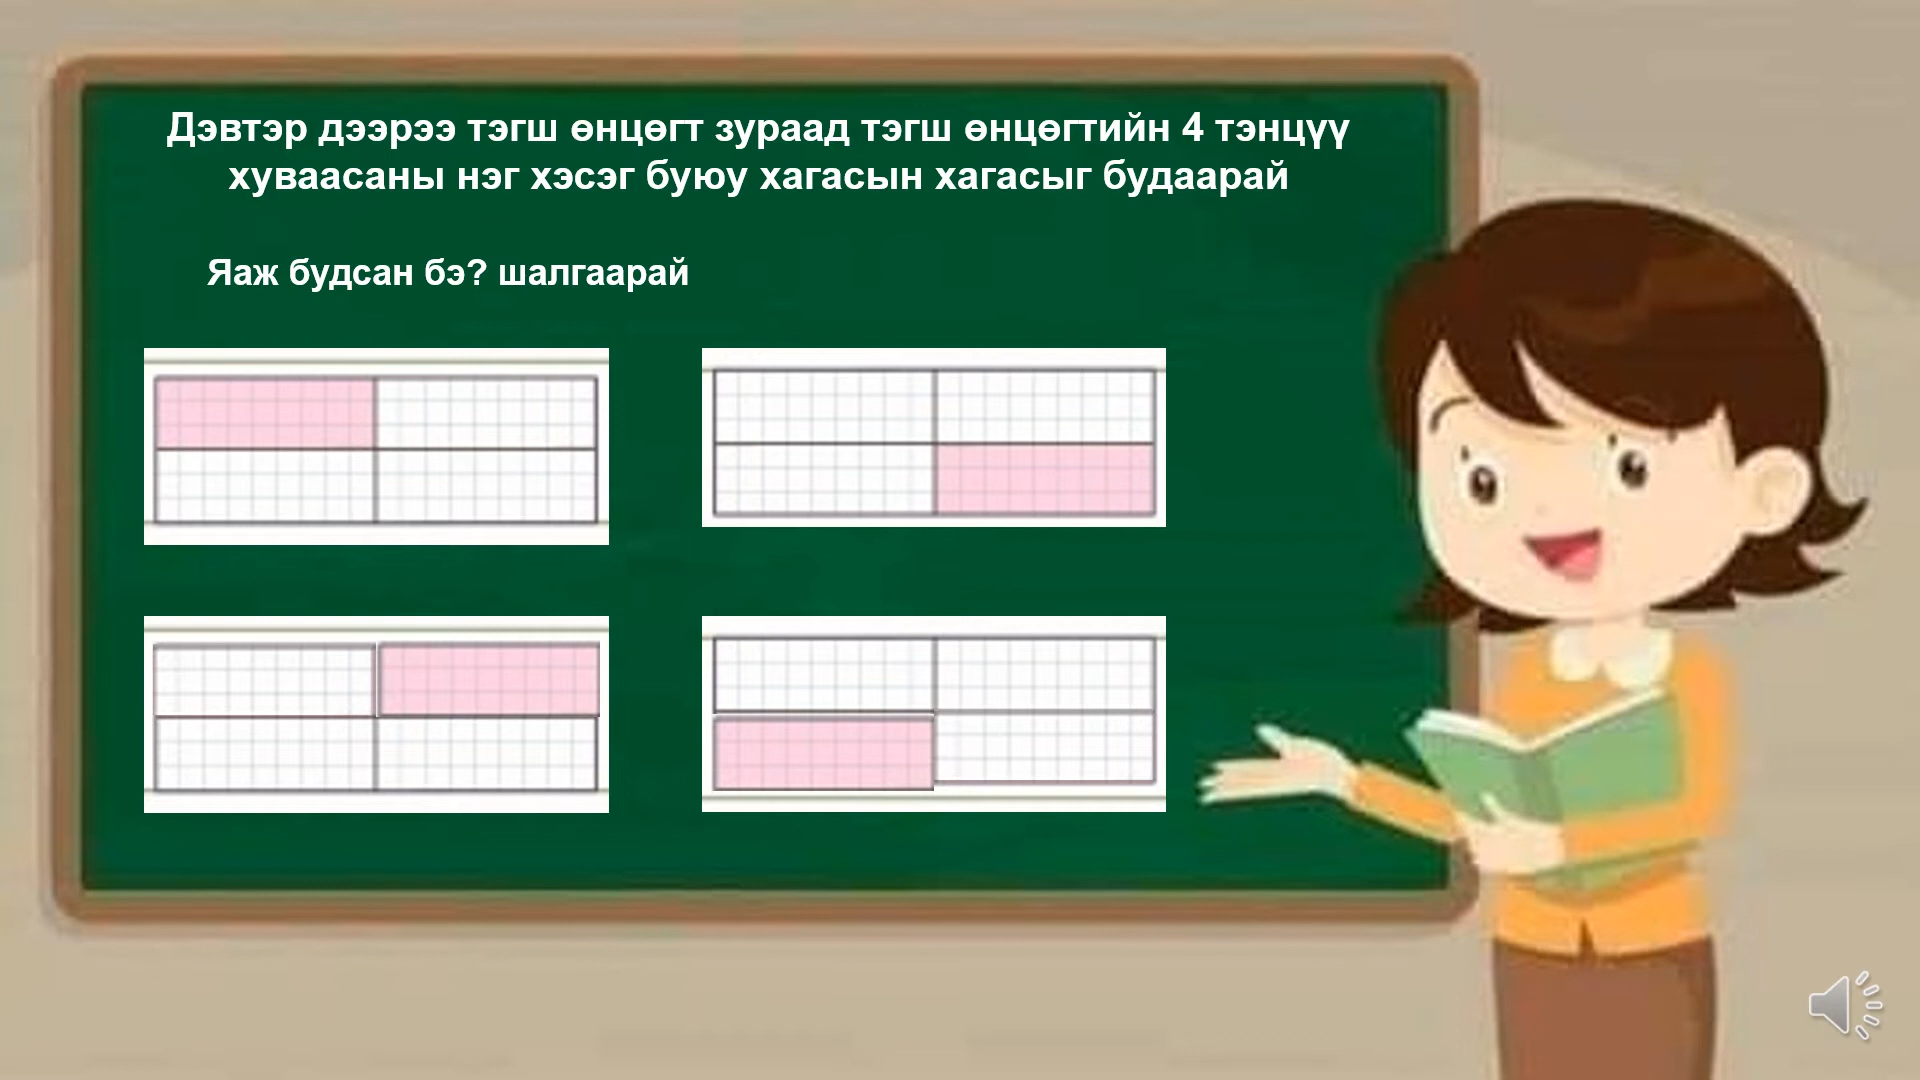 Дэвтэр дээрээ тэгш өнцөгт зураад тэгш өнцөгтийн 4 тэнцүү
хуваасаны нэг хэсэг буюу хагасын хагасыг будаарай
Яаж будсан бэ? шалгаарай